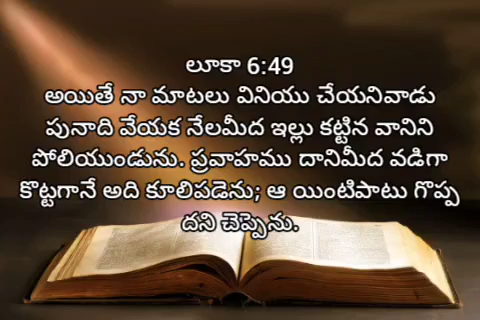 లూకా 6:49
అయితే నా మాటలు వినియు చేయనివాడు
పునాది వేయక నేలమీద ఇల్లు కట్టిన వానిని
పోలియుండును. ప్రవాహము దానిమీద వడిగా
కొట్టగానే అది కూలిపడెను; ఆ యింటిపాటు గొప్ప
దని చెప్పెను.